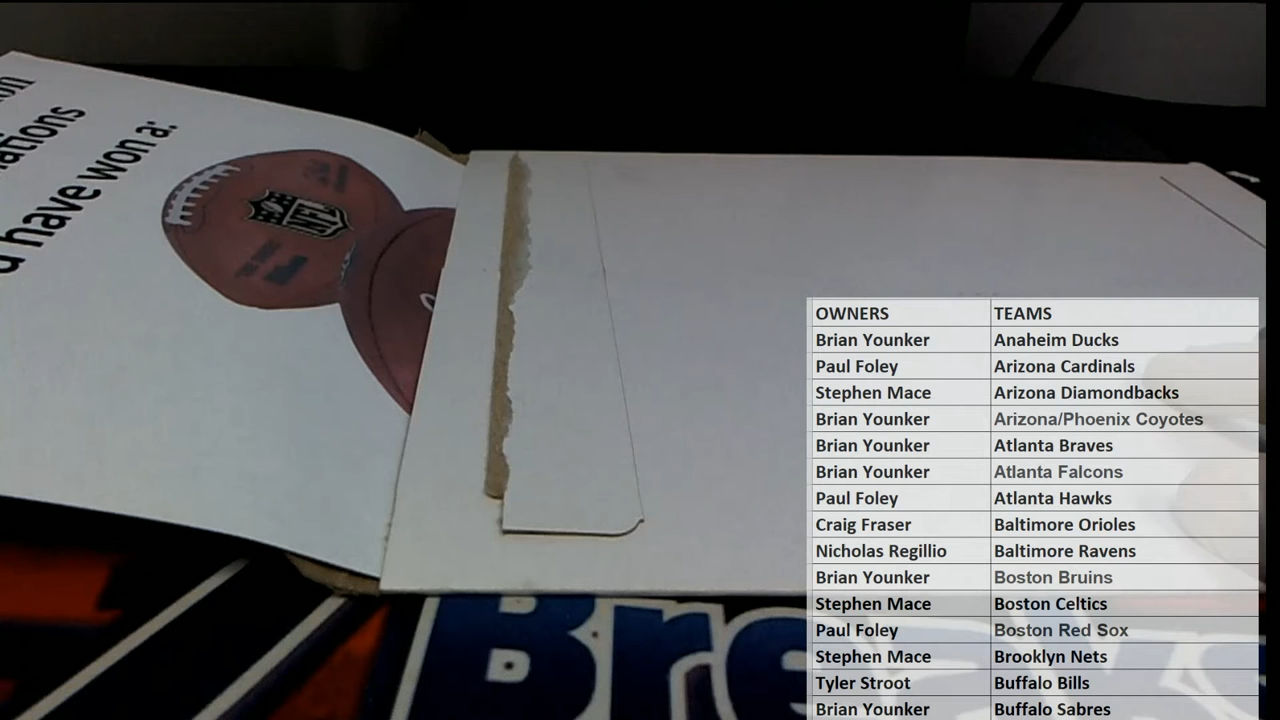 ations
have won a:
NFL
OWNERS TEAMS
Brian Younker Anaheim Ducks
Paul Foley Arizona Cardinals
Stephen Mace Arizona Diamondbacks
Brian Younker Arizona/Phoenix Coyotes
Brian Younker Atlanta Braves
Brian Younker Atlanta Falcons
Paul Foley Atlanta Hawks
Craig Fraser Baltimore Orioles
Nicholas Regillio Baltimore Ravens
Brian Younker Boston Bruins
Stephen Mace Boston Celtics
Paul Foley Boston Red Sox
Stephen Mace Brooklyn Nets
Tyler Stroot Buffalo Bills
Brian Younker Buffalo Sabres
Bre